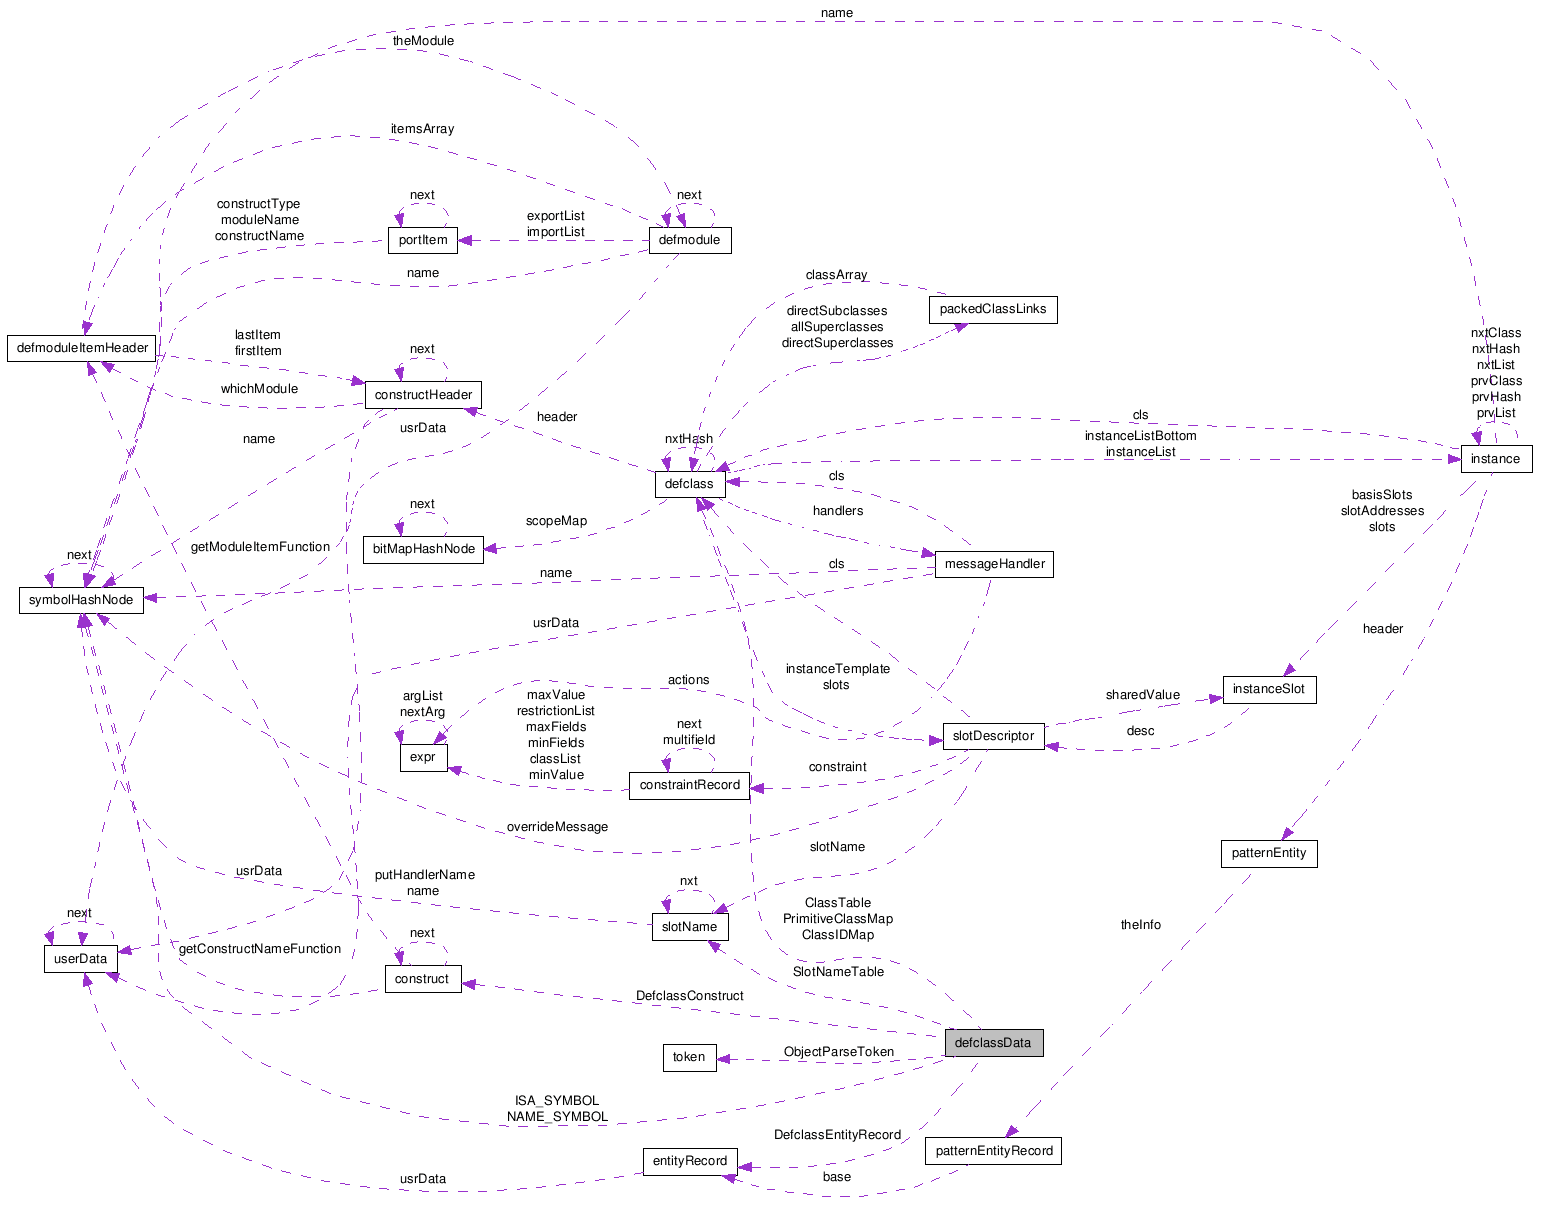 name
theModule
itemsArray
next
next
constructType
moduleName
constructName
exportList
importList
portItem
defmodule
name
classArray
packedClassLinks
directSubclasses
allSuperclasses
directSuperclasses
defmoduleItemHeader
lastItem
firstItem
next
whichModule
constructHeader
nxtClass
nxtHash
nxtList
prvClass
prvHash
prvList
header
usrData
name
nxtHash
cls
instanceListBottom
instanceList
instance
defclass
cls
handlers
basisSlots
slotAddresses
slots
next
scopeMap
bitMapHashNode
getModuleItemFunction
next
symbolHashNode
name
cls
messageHandler
usrData
header
instanceTemplate
slots
actions
sharedValue
instanceSlot
argList
nextArg
maxValue
restrictionList
maxFields
minFields
classList
minValue
next
multifield
desc
slotDescriptor
expr
constraintRecord
constraint
overrideMessage
slotName
patternEntity
usrData
putHandlerName
name
nxt
slotName
ClassTable
PrimitiveClassMap
ClassIDMap
next
userData
getConstructNameFunction
next
construct
theInfo
SlotNameTable
DefclassConstruct
defclassData
token
ObjectParseToken
ISA_SYMBOL
NAME_SYMBOL
DefclassEntityRecord
patternEntityRecord
entityRecord
base
usrData